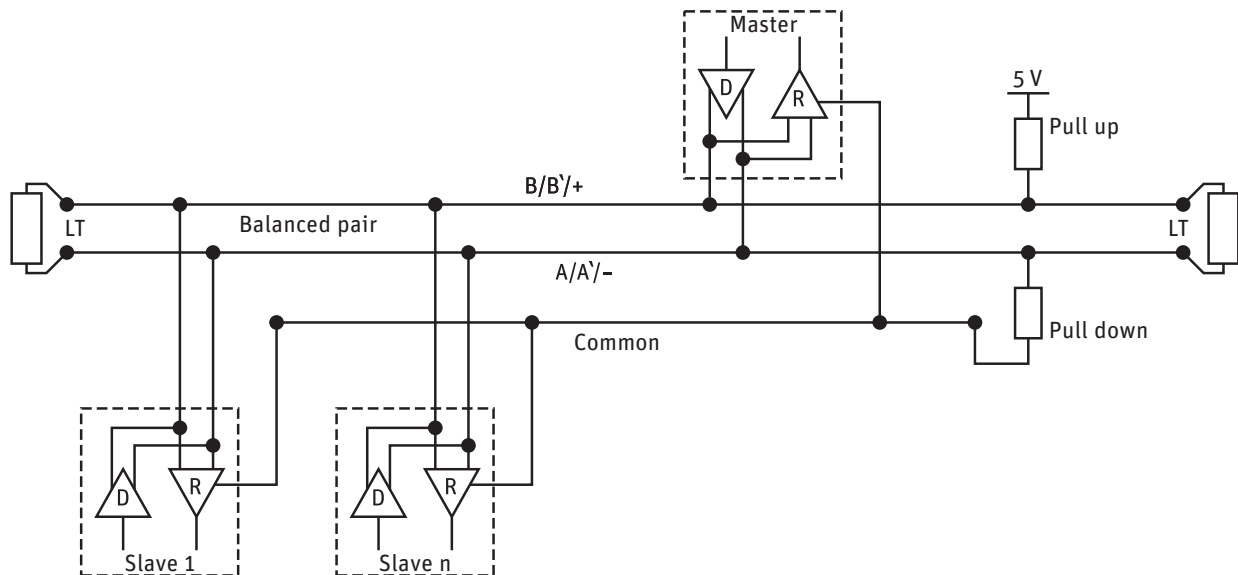 Master
D
R
5 V
Pull up
B/B`/+
LT
Balanced pair
LT
A/A`/-
Common
Pull down
D
R
Slave 1
D
R
Slave n